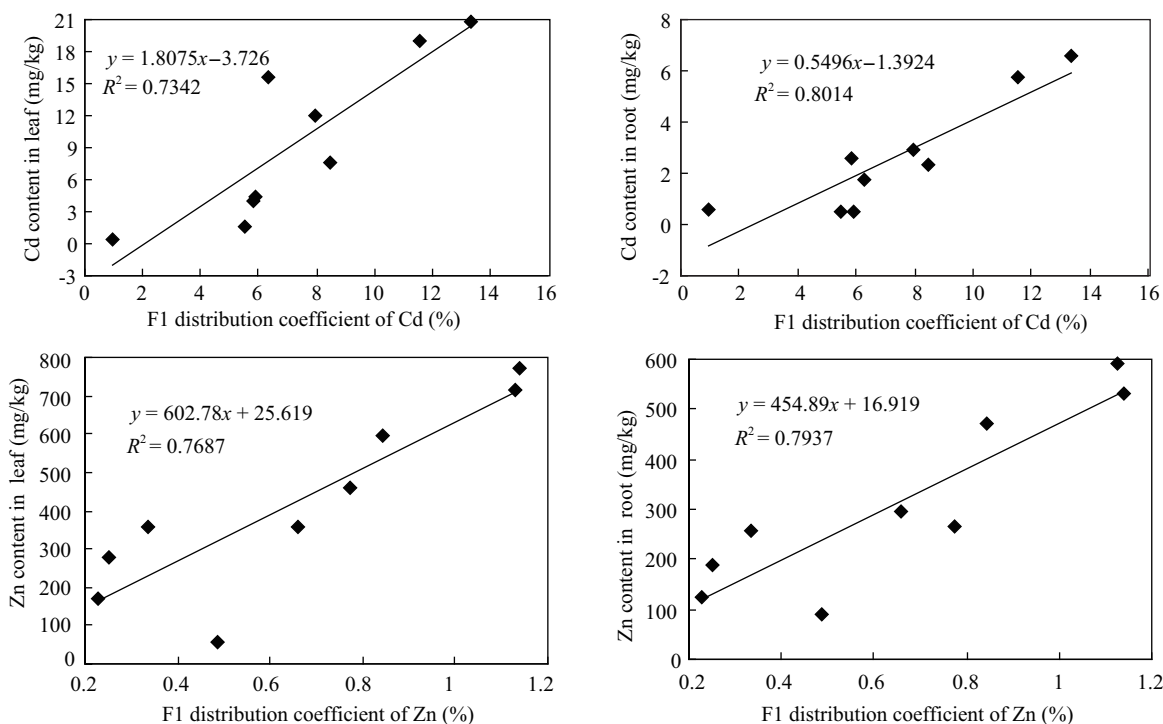 21
18
15
12
9
6
3
0
−3
Cd content in leaf (mg/kg)
y = 1.8075x−3.726
R² = 0.7342
0 2 4 6 8 10 12 14 16
F1 distribution coefficient of Cd (%)
8
6
4
2
0
−2
Cd content in root (mg/kg)
y = 0.5496x−1.3924
R² = 0.8014
0 2 4 6 8 10 12 14 16
F1 distribution coefficient of Cd (%)
800
700
600
500
400
300
200
100
0
Zn content in leaf (mg/kg)
y = 602.78x + 25.619
R² = 0.7687
0.2 0.4 0.6 0.8 1 1.2
F1 distribution coefficient of Zn (%)
600
500
400
300
200
100
0
Zn content in root (mg/kg)
y = 454.89x + 16.919
R² = 0.7937
0.2 0.4 0.6 0.8 1 1.2
F1 distribution coefficient of Zn (%)